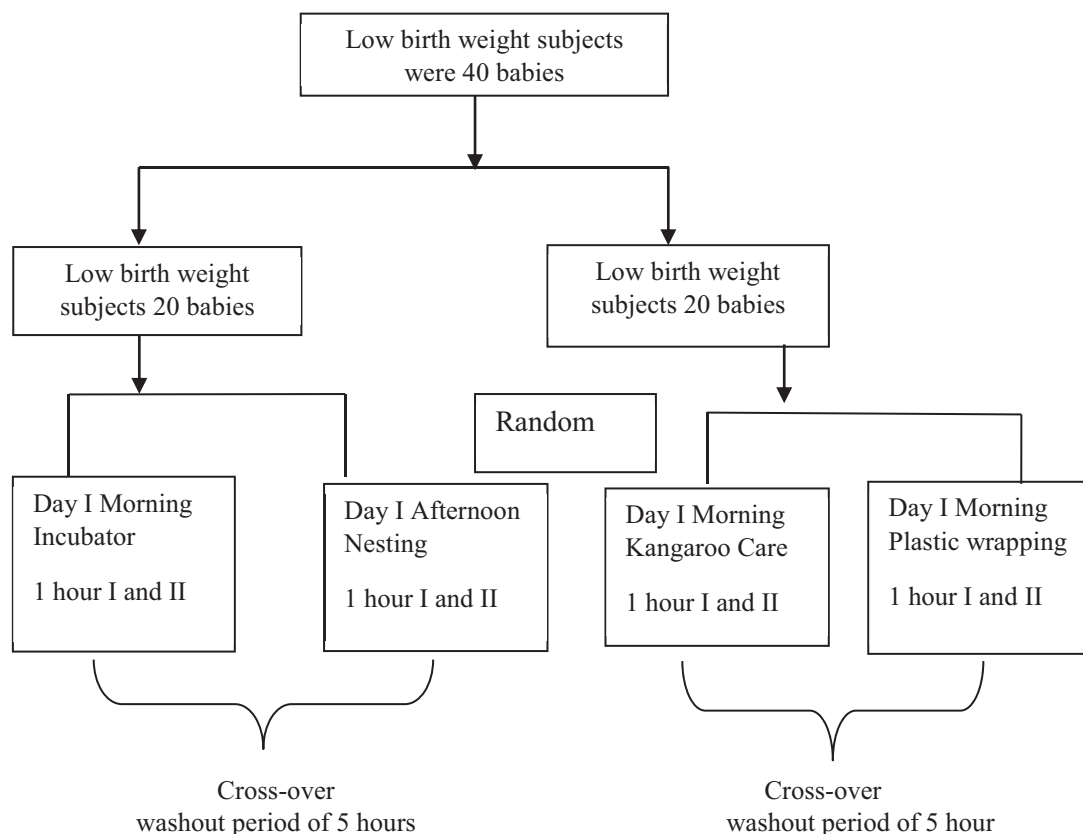 Low birth weight subjects
were 40 babies
Low birth weight
subjects 20 babies
Low birth weight
subjects 20 babies
Random
Day I Morning
Incubator
1 hour I and II
Day I Afternoon
Nesting
1 hour I and II
Day I Morning
Kangaroo Care
1 hour I and II
Day I Morning
Plastic wrapping
1 hour I and II
Cross-over
washout period of 5 hours
Cross-over
washout period of 5 hour